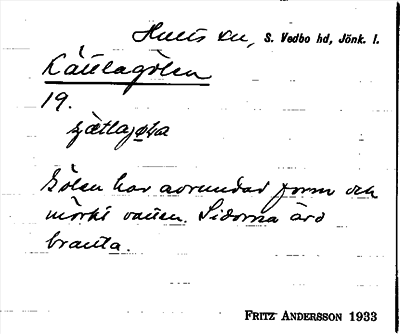 Hults sn, S. Vedbo hd, Jönk. l.
Kättlagölen
19.
Gölen har avrundad form och
mörkt vatten. Sidorna äro
branta.
FRITZ ANDERSSON 1933